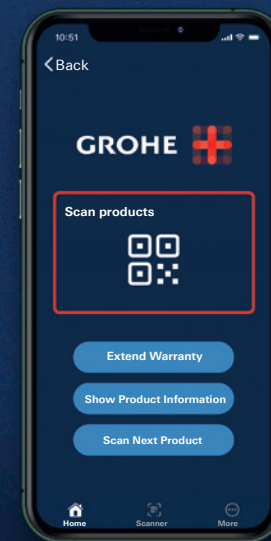 10:51
Back
GROHE
Scan products
Extend Warranty
Show Product Information
Scan Next Product
Home Scanner More